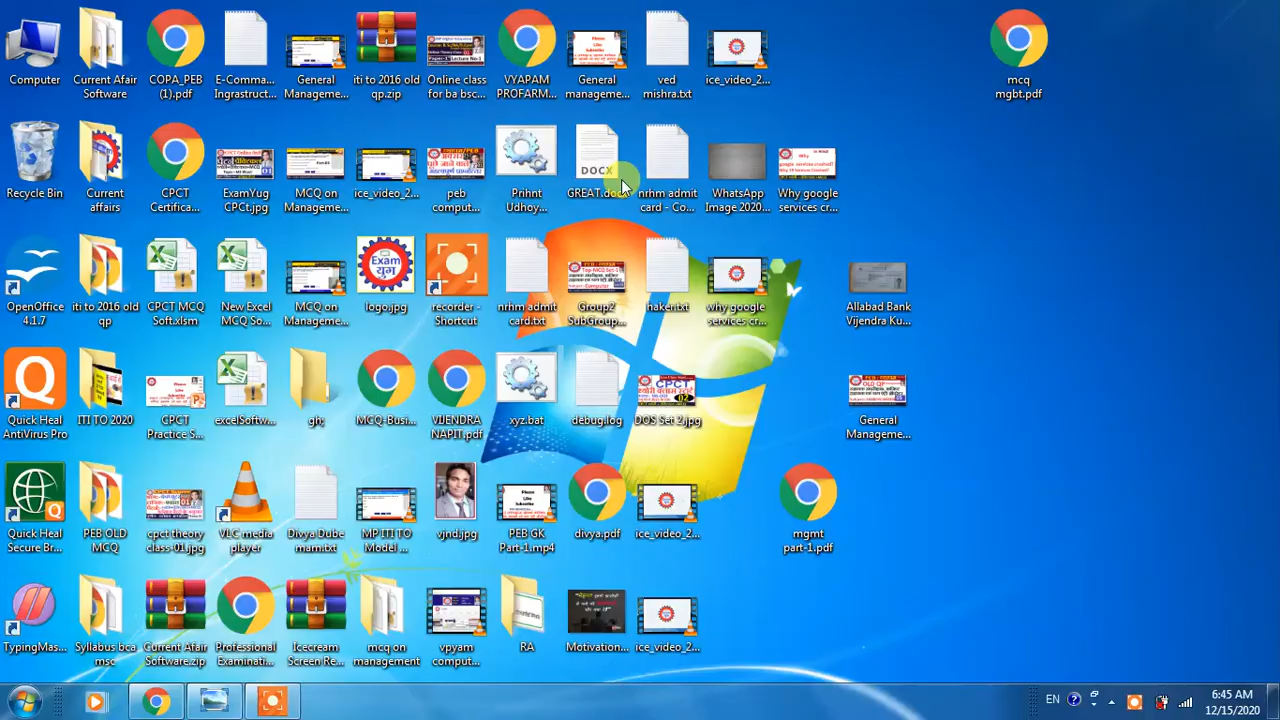 Computer
Current Afair
Software
COPA_PEB
(1).pdf
E-Comma...
Ingrastruct...
General
Manageme...
iti to 2016 old
qp.zip
Online class
for ba bsc...
VYAPAM
PROFARM...
General
manageme...
ved
mishra.txt
ice_video_2...
mcq
mgbt.pdf
Recycle Bin
Current
affairs
CPCT
Certifica...
ExamYug
CPCt.jpg
MCQ on
Manageme...
ice_video_2...
peb
comput...
Prihnt
Udhoy...
DOCX
GREAT.docx
nrhm admit
card - Co...
WhatsApp
Image 2020...
Why google
services cr...
OpenOffice
4.1.7
iti to 2016 old
qp
CPCT MCQ
Soft.xlsm
New Excel
MCQ So...
MCQ on
Manageme...
Exam
युग
logo.jpg
recorder -
Shortcut
nrhm admit
card.txt
Group2
SubGroup...
haker.txt
why google
services cr...
Allabad Bank
Vijendra Ku...
Quick Heal
AntiVirus Pro
ITI TO 2020
CPCT
Practice S...
excelSoftw...
gh;
MCQ-Busi...
VIJENDRA
NAPIT.pdf
xyz.bat
debug.log
DOS Set 2.jpg
General
Manageme...
Quick Heal
Secure Br...
PEB OLD
MCQ
cpct theory
class-01.jpg
VLC media
player
Divya Dube
mam.txt
MP ITI TO
Model ...
vjnd.jpg
PEB GK
Part-1.mp4
divya.pdf
ice_video_2...
mgmt
part-1.pdf
TypingMas...
Syllabus bca
msc
Current Afair
Software.zip
Professional
Examinati...
Icecream
Screen Re...
mcq on
management
vpyam
comput...
RA
Motivation...
ice_video_2...
EN
6:45 AM
12/15/2020